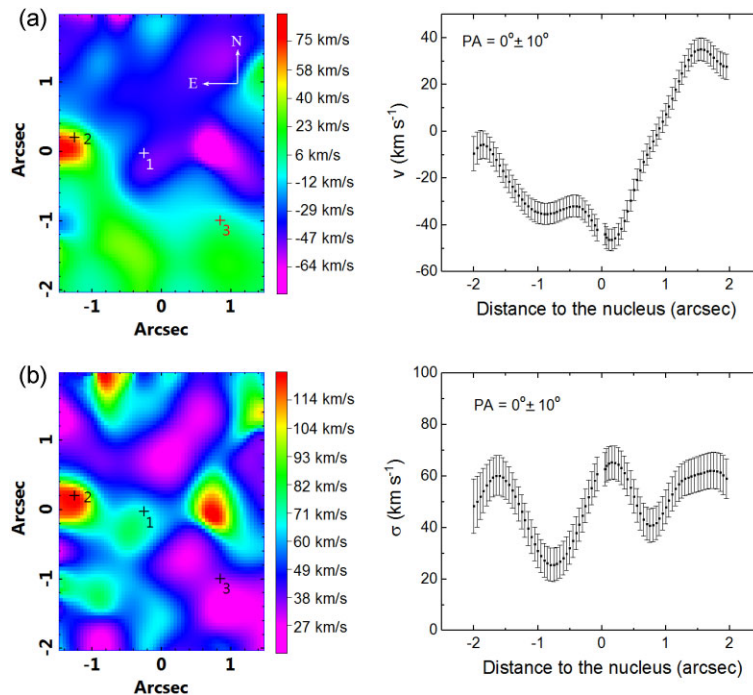 (a)
75 km/s
57 km/s
40 km/s
23 km/s
6 km/s
-12 km/s
-29 km/s
-47 km/s
-64 km/s
N
E
2
1
3
Arcsec
1
0
-1
-2
-1 0 1
Arcsec
PA = 0° ± 10°
v (km s⁻¹)
40
20
0
-20
-40
-60
-2 -1 0 1 2
Distance to the nucleus (arcsec)
(b)
114 km/s
104 km/s
93 km/s
82 km/s
71 km/s
60 km/s
49 km/s
38 km/s
27 km/s
2
1
3
Arcsec
1
0
-1
-2
-1 0 1
Arcsec
PA = 0° ± 10°
σ (km s⁻¹)
100
80
60
40
20
0
-2 -1 0 1 2
Distance to the nucleus (arcsec)